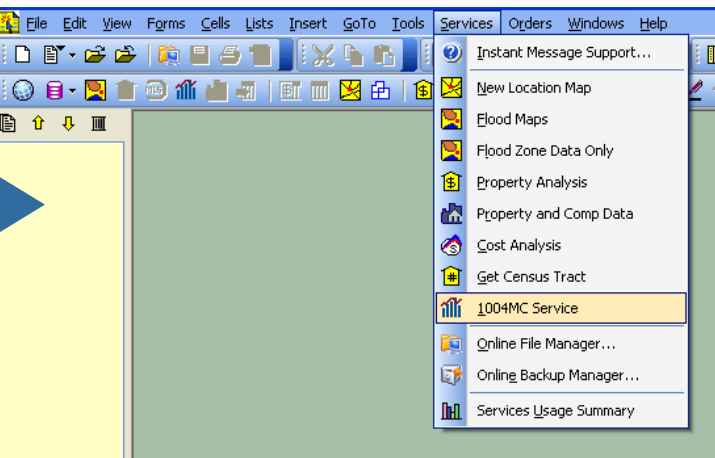 File Edit View Forms Cells Lists Insert GoTo Tools Services Orders Windows Help
Instant Message Support...
New Location Map
Flood Maps
Flood Zone Data Only
Property Analysis
Property and Comp Data
Cost Analysis
Get Census Tract
1004MC Service
Online File Manager...
Online Backup Manager...
Services Usage Summary